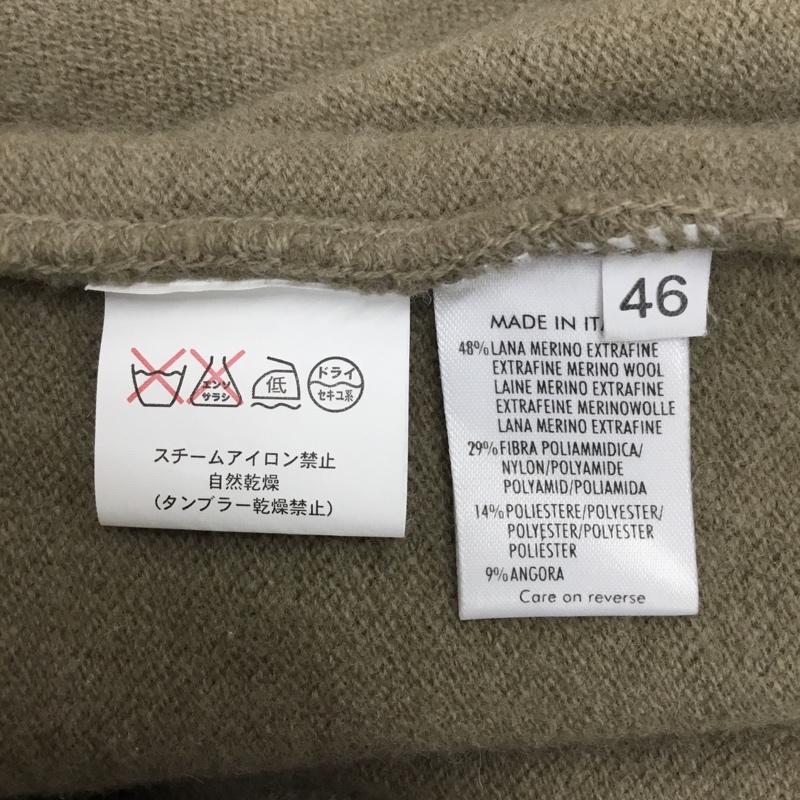 エンソ
サラシ
低
ドライ
セキユ系
スチームアイロン禁止
自然乾燥
(タンブラー乾燥禁止)
46
MADE IN ITA
48% LANA MERINO EXTRAFINE
EXTRAFINE MERINO WOOL
LAINE MERINO EXTRAFINE
EXTRAFEINE MERINOWOLLE
LANA MERINO EXTRAFINE
29% FIBRA POLIAMMIDICA/
NYLON/POLYAMIDE
POLYAMID/POLIAMIDA
14% POLIESTERE/POLYESTER/
POLYESTER/POLYESTER
POLIÉSTER
9% ANGORA
Care on reverse